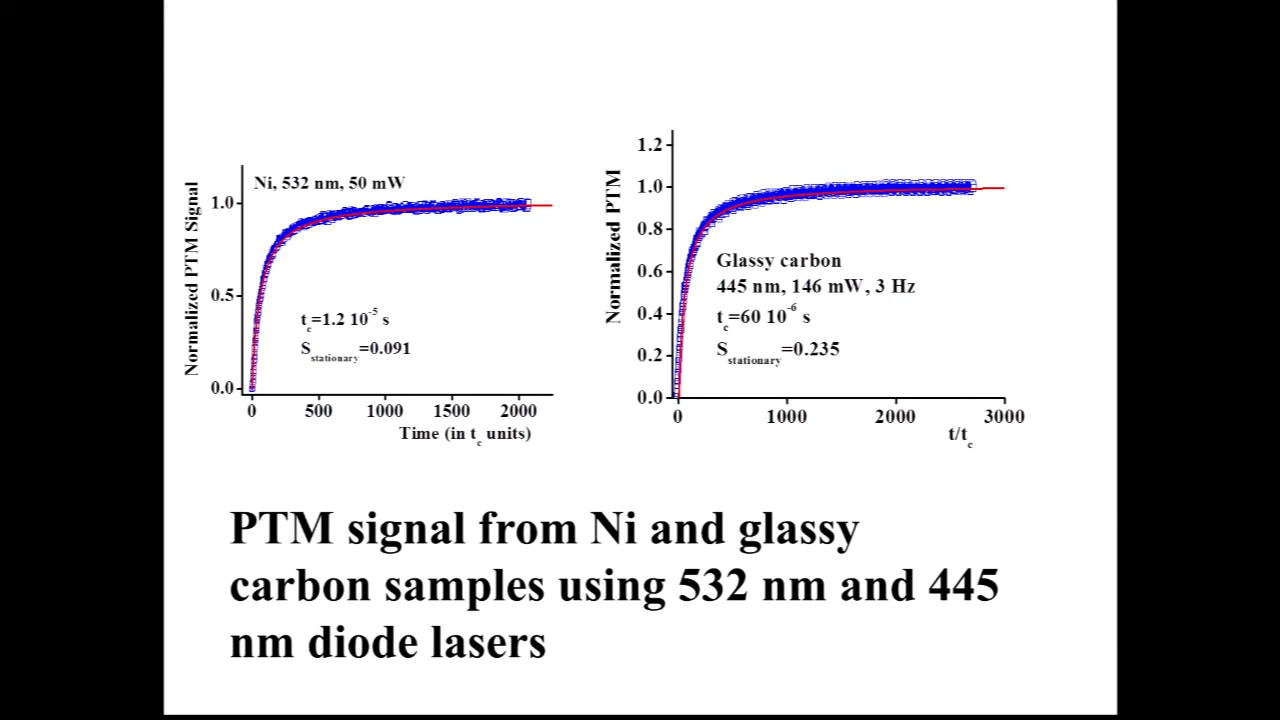 Ni, 532 nm, 50 mW
Normalized PTM Signal
1.0
0.5
0.0
t_c=1.2 10^-5 s
S_stationary=0.091
0 500 1000 1500 2000
Time (in t_c units)
Normalized PTM
1.2
1.0
0.8
0.6
0.4
0.2
0.0
Glassy carbon
445 nm, 146 mW, 3 Hz
t_c=60 10^-6 s
S_stationary=0.235
0 1000 2000 3000
t/t_c
PTM signal from Ni and glassy
carbon samples using 532 nm and 445
nm diode lasers